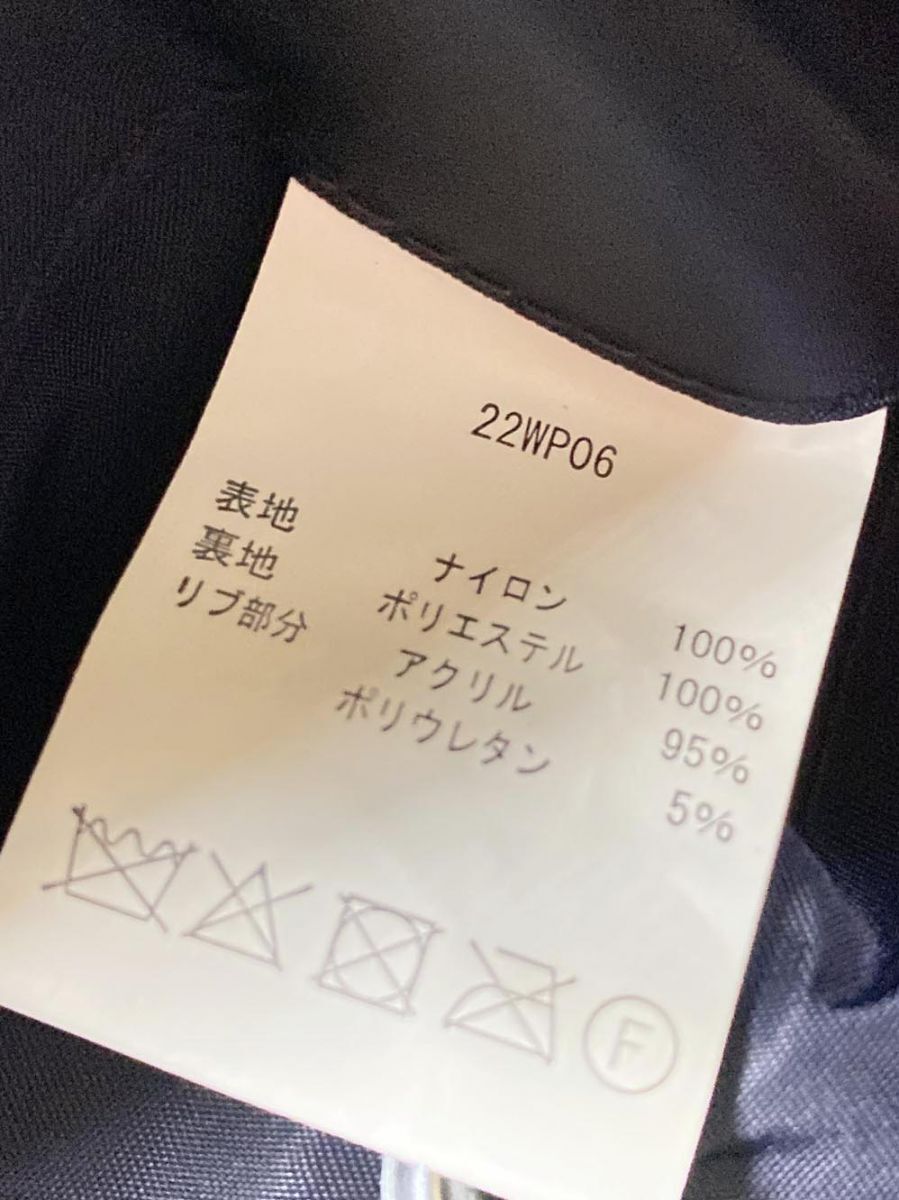 22WP06
表地 ナイロン 100%
裏地 ポリエステル 100%
リブ部分 アクリル 95%
ポリウレタン 5%
F